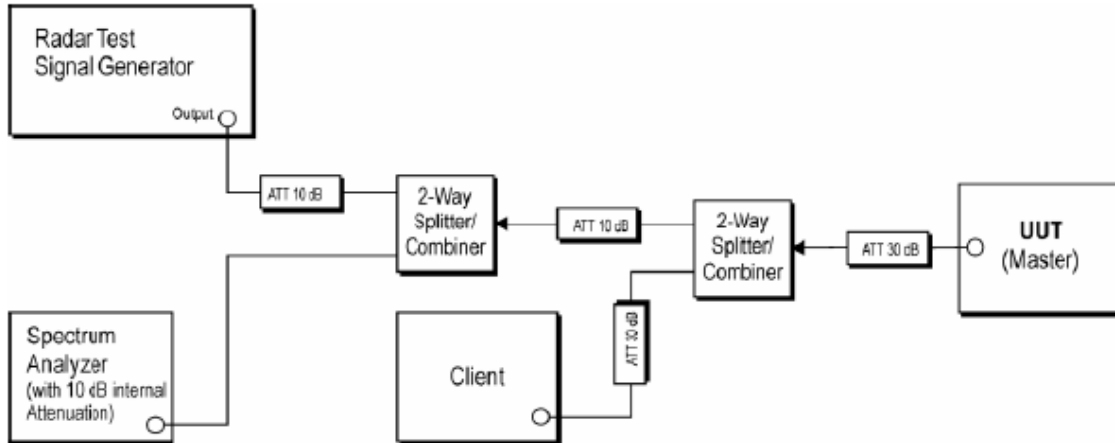 Radar Test
Signal Generator
Output
ATT 10 dB
2-Way
Splitter/
Combiner
ATT 10 dB
2-Way
Splitter/
Combiner
ATT 30 dB
UUT
(Master)
Spectrum
Analyzer
(with 10 dB internal
Attenuation)
Client
ATT 30 dB